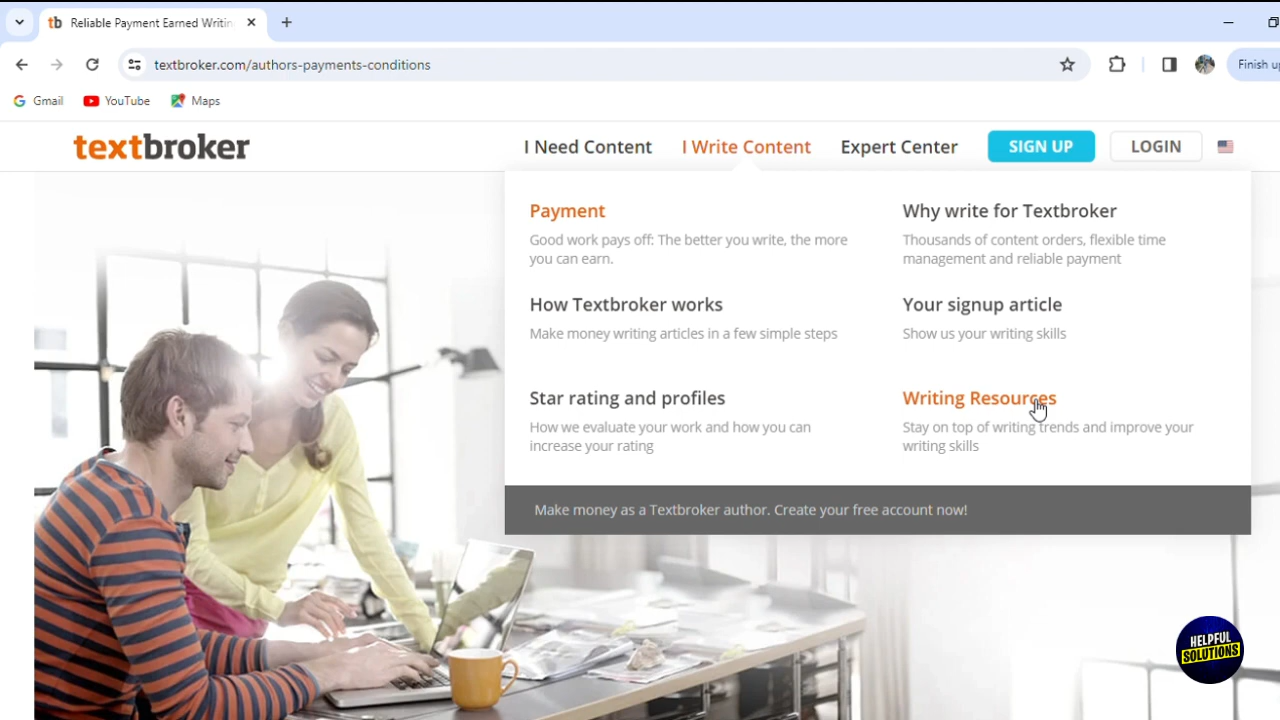 tb Reliable Payment Earned Writin
textbroker.com/authors-payments-conditions
Finish u
G Gmail YouTube Maps
textbroker
I Need Content I Write Content Expert Center SIGN UP LOGIN
Payment
Good work pays off: The better you write, the more
you can earn.
Why write for Textbroker
Thousands of content orders, flexible time
management and reliable payment
How Textbroker works
Make money writing articles in a few simple steps
Your signup article
Show us your writing skills
Star rating and profiles
How we evaluate your work and how you can
increase your rating
Writing Resources
Stay on top of writing trends and improve your
writing skills
Make money as a Textbroker author. Create your free account now!
HELPFUL
SOLUTIONS